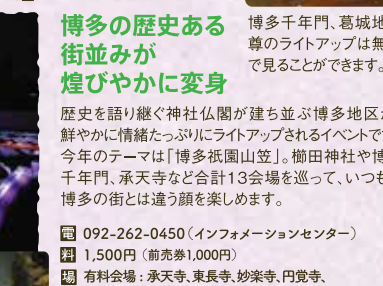 博多の歴史ある
街並みが
煌びやかに変身
博多千年門、葛城地
尊のライトアップは無
で見ることができます。
歴史を語り継ぐ神社仏閣が建ち並ぶ博多地区が
鮮やかに情緒たっぷりにライトアップされるイベントで
今年のテーマは「博多祇園山笠」。櫛田神社や博
千年門、承天寺など合計13会場を巡って、いつも
博多の街とは違う顔を楽しめます。
電 092-262-0450（インフォメーションセンター）
料 1,500円（前売券1,000円）
場 有料会場：承天寺、東長寺、妙楽寺、円覚寺、